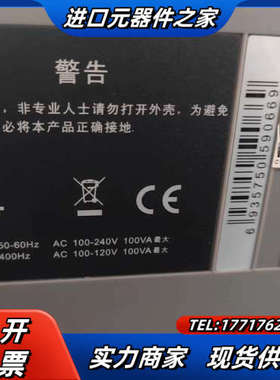 进口元器件之家
警告
,非专业人士请勿打开外壳,为避免
必将本产品正确接地.
CE
50-60Hz AC 100-240V 100VA最大
400Hz AC 100-120V 100VA最大
6935750590669
开
票
TEL:1771762
实力商家 现货供